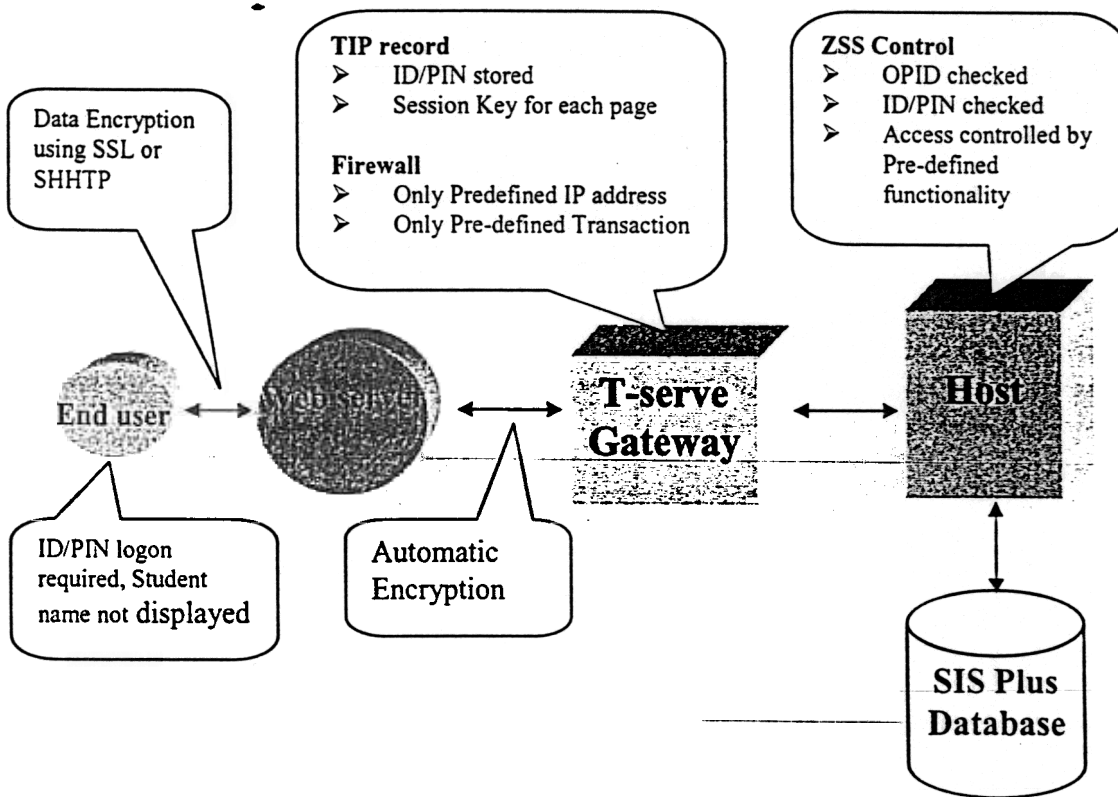 TIP record
➢ ID/PIN stored
➢ Session Key for each page
Firewall
➢ Only Predefined IP address
➢ Only Pre-defined Transaction
ZSS Control
➢ OPID checked
➢ ID/PIN checked
➢ Access controlled by
Pre-defined
functionality
Data Encryption
using SSL or
SHHTP
End user
Web server
T-serve
Gateway
Host
ID/PIN logon
required, Student
name not displayed
Automatic
Encryption
SIS Plus
Database